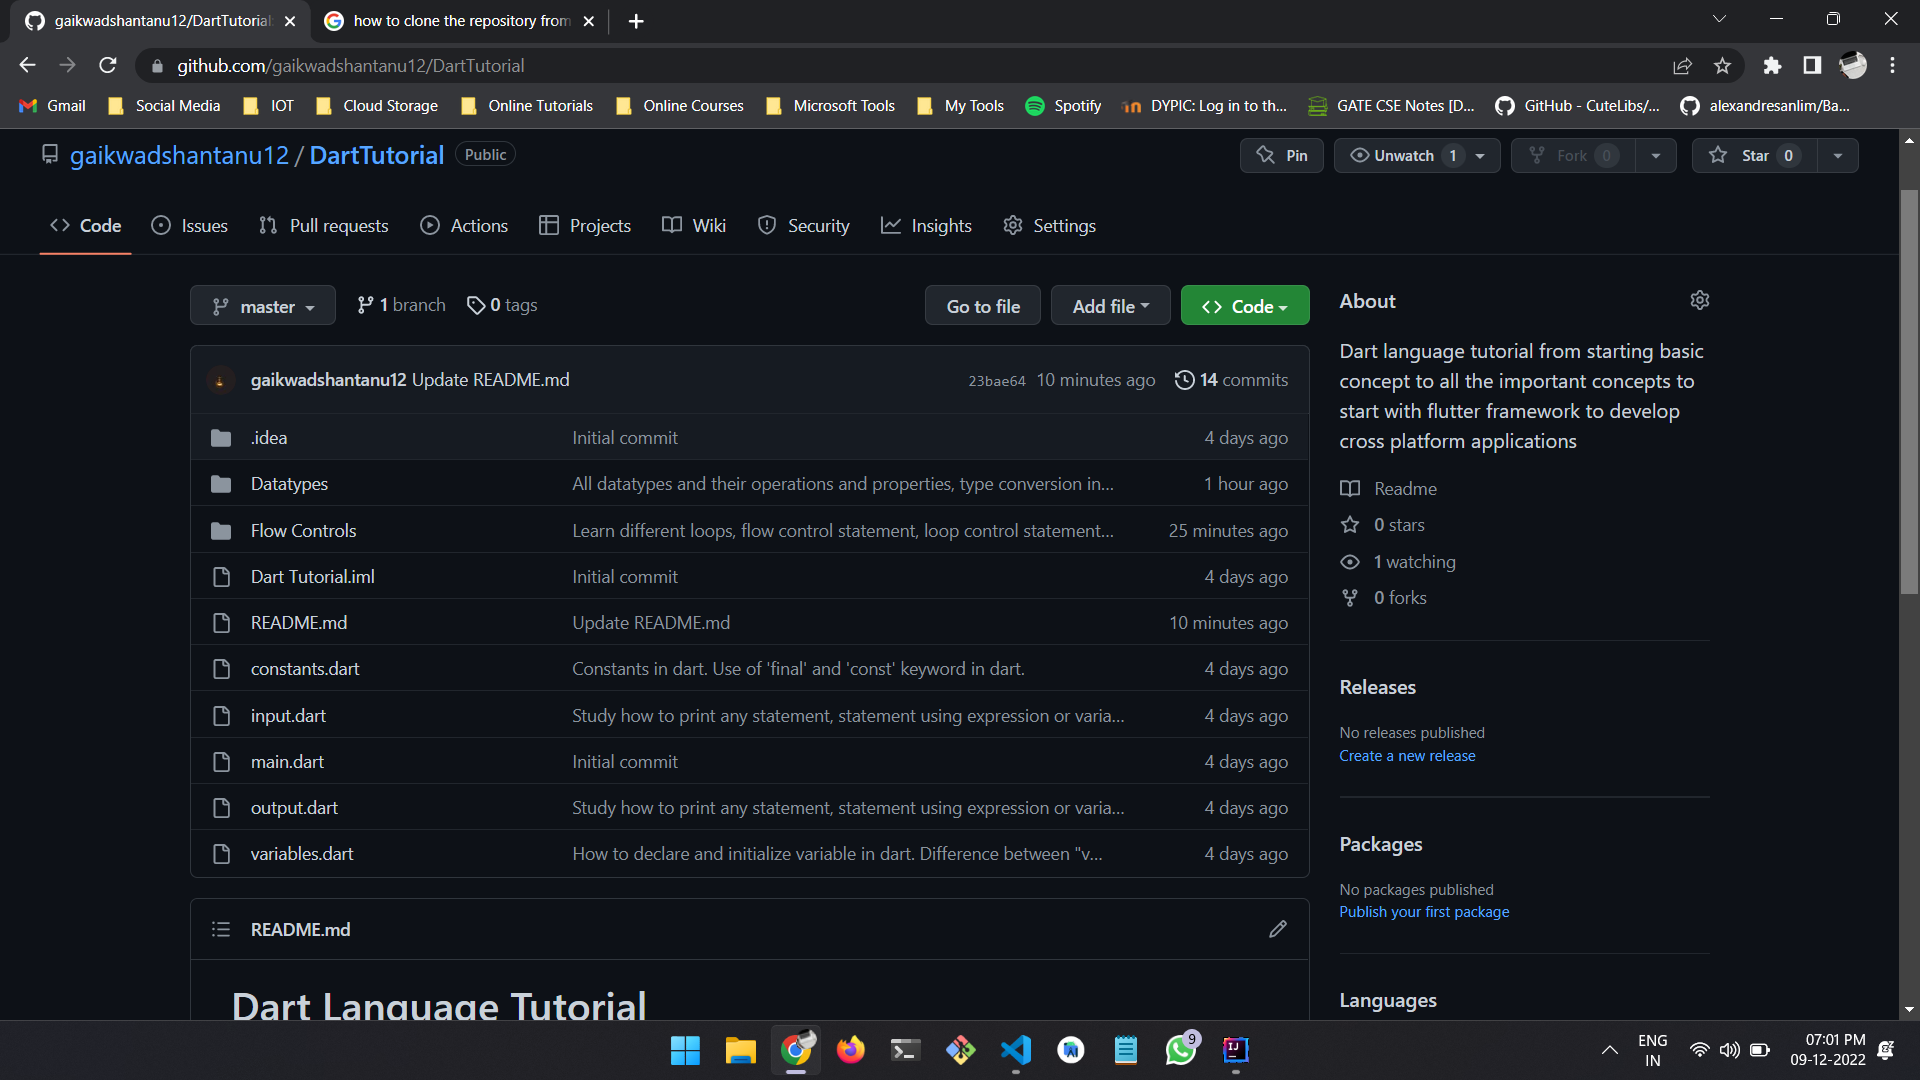 gaikwadshantanu12/DartTutorial
how to clone the repository from
github.com/gaikwadshantanu12/DartTutorial
Gmail Social Media IOT Cloud Storage Online Tutorials Online Courses Microsoft Tools My Tools Spotify DYPIC: Log in to th... GATE CSE Notes [D... GitHub - CuteLibs/... alexandresanlim/Ba...
gaikwadshantanu12 / DartTutorial Public
Pin Unwatch 1 Fork 0 Star 0
Code Issues Pull requests Actions Projects Wiki Security Insights Settings
master 1 branch 0 tags Go to file Add file Code
gaikwadshantanu12 Update README.md 23bae64 10 minutes ago 14 commits
.idea Initial commit 4 days ago
Datatypes All datatypes and their operations and properties, type conversion in... 1 hour ago
Flow Controls Learn different loops, flow control statement, loop control statement... 25 minutes ago
Dart Tutorial.iml Initial commit 4 days ago
README.md Update README.md 10 minutes ago
constants.dart Constants in dart. Use of 'final' and 'const' keyword in dart. 4 days ago
input.dart Study how to print any statement, statement using expression or varia... 4 days ago
main.dart Initial commit 4 days ago
output.dart Study how to print any statement, statement using expression or varia... 4 days ago
variables.dart How to declare and initialize variable in dart. Difference between "v... 4 days ago
README.md
Dart Language Tutorial
About
Dart language tutorial from starting basic
concept to all the important concepts to
start with flutter framework to develop
cross platform applications
Readme
0 stars
1 watching
0 forks
Releases
No releases published
Create a new release
Packages
No packages published
Publish your first package
Languages
AI
9
IJ
ENG
IN
07:01 PM
09-12-2022